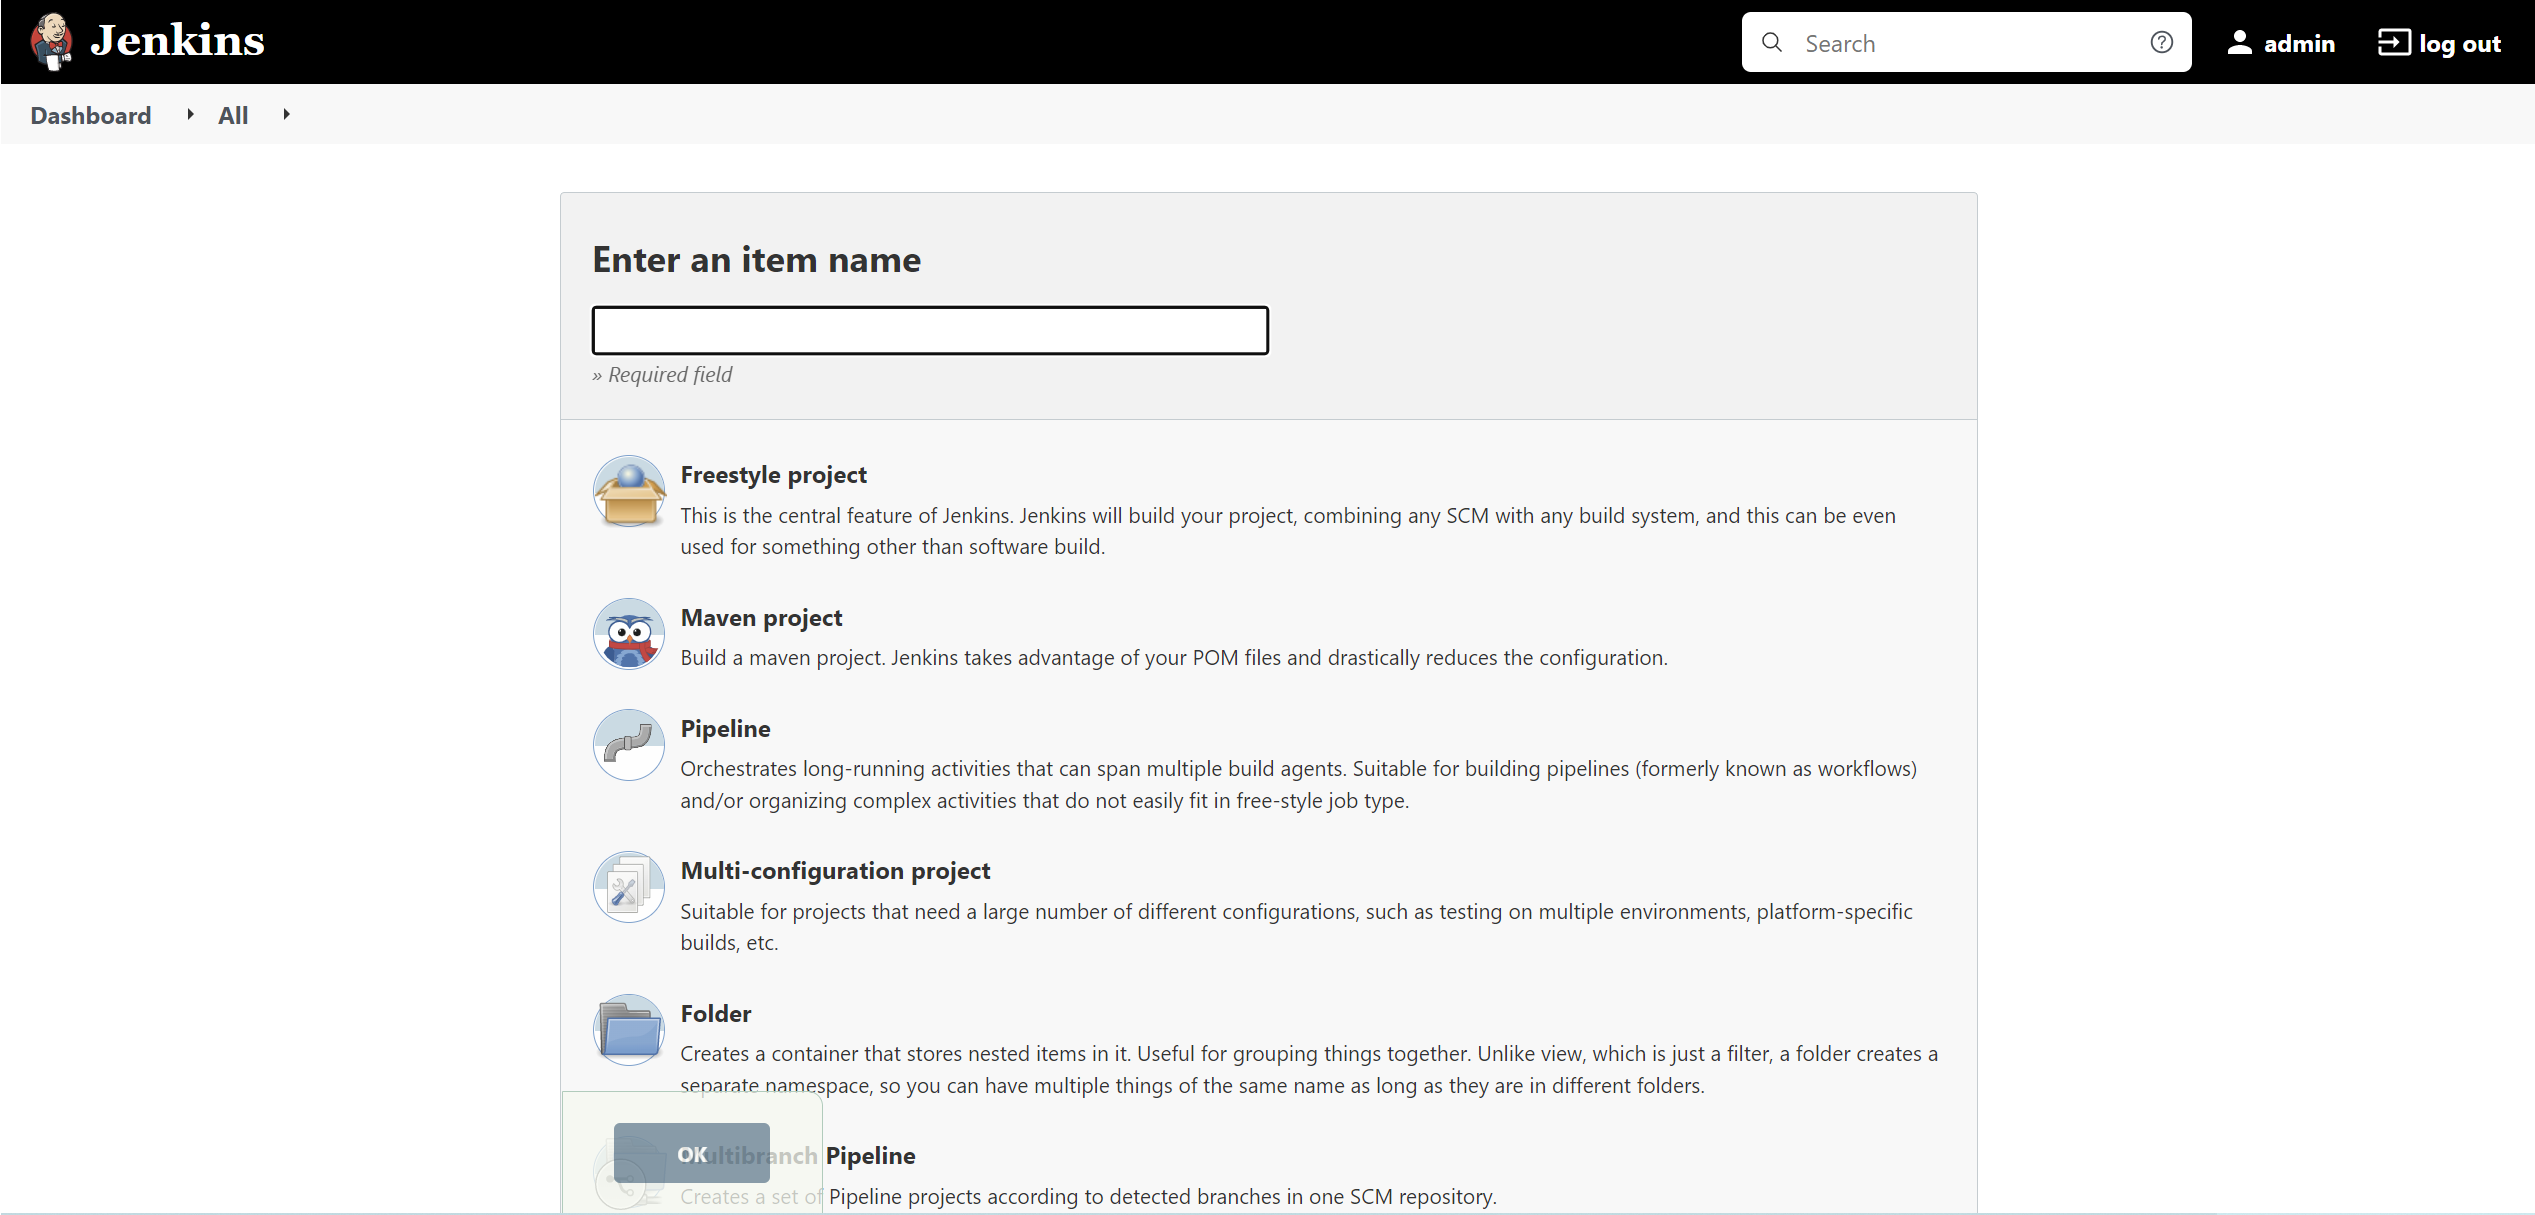 Jenkins
Search
admin
log out
Dashboard
All
Enter an item name
» Required field
Freestyle project
This is the central feature of Jenkins. Jenkins will build your project, combining any SCM with any build system, and this can be even
used for something other than software build.
Maven project
Build a maven project. Jenkins takes advantage of your POM files and drastically reduces the configuration.
Pipeline
Orchestrates long-running activities that can span multiple build agents. Suitable for building pipelines (formerly known as workflows)
and/or organizing complex activities that do not easily fit in free-style job type.
Multi-configuration project
Suitable for projects that need a large number of different configurations, such as testing on multiple environments, platform-specific
builds, etc.
Folder
Creates a container that stores nested items in it. Useful for grouping things together. Unlike view, which is just a filter, a folder creates a
separate namespace, so you can have multiple things of the same name as long as they are in different folders.
OK
Multibranch Pipeline
Creates a set of Pipeline projects according to detected branches in one SCM repository.